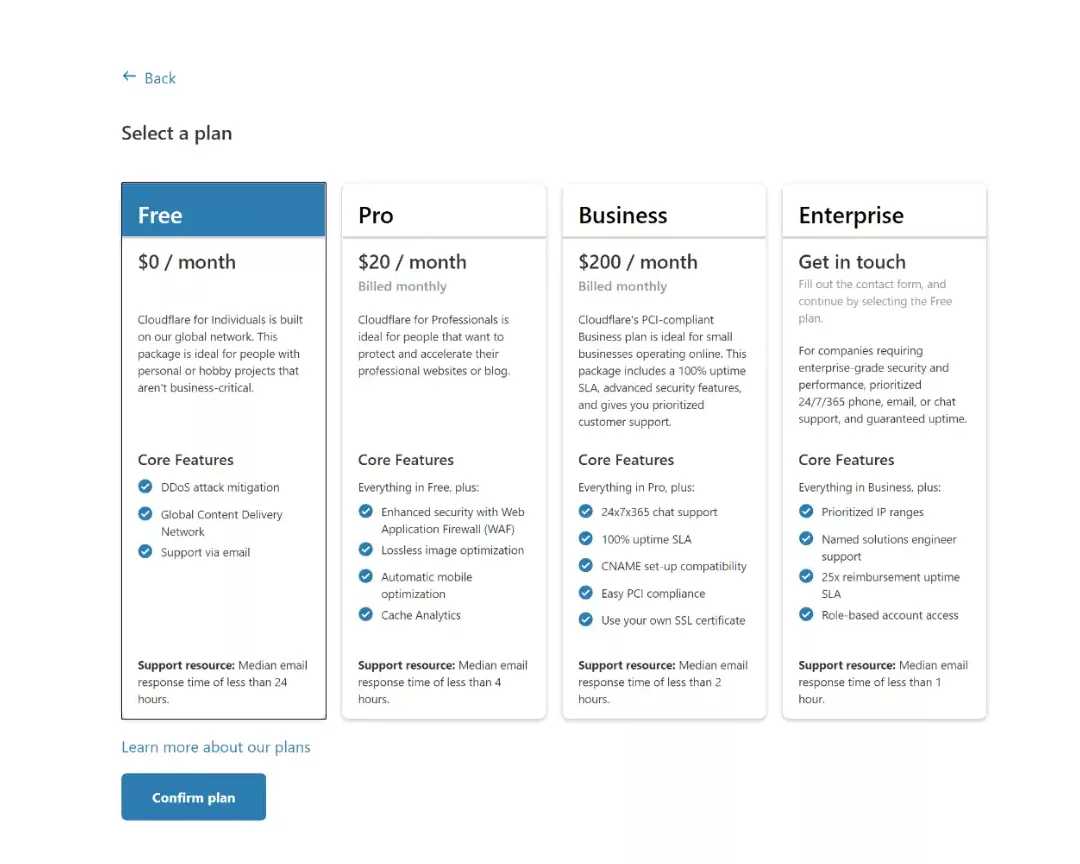 ← Back
Select a plan
Free
$0 / month
Cloudflare for Individuals is built
on our global network. This
package is ideal for people with
personal or hobby projects that
aren't business-critical.
Core Features
DDoS attack mitigation
Global Content Delivery
Network
Support via email
Support resource: Median email
response time of less than 24
hours.
Pro
$20 / month
Billed monthly
Cloudflare for Professionals is
ideal for people that want to
protect and accelerate their
professional websites or blog.
Core Features
Everything in Free, plus:
Enhanced security with Web
Application Firewall (WAF)
Lossless image optimization
Automatic mobile
optimization
Cache Analytics
Support resource: Median email
response time of less than 4
hours.
Business
$200 / month
Billed monthly
Cloudflare's PCI-compliant
Business plan is ideal for small
businesses operating online. This
package includes a 100% uptime
SLA, advanced security features,
and gives you prioritized
customer support.
Core Features
Everything in Pro, plus:
24x7x365 chat support
100% uptime SLA
CNAME set-up compatibility
Easy PCI compliance
Use your own SSL certificate
Support resource: Median email
response time of less than 2
hours.
Enterprise
Get in touch
Fill out the contact form, and
continue by selecting the Free
plan.
For companies requiring
enterprise-grade security and
performance, prioritized
24/7/365 phone, email, or chat
support, and guaranteed uptime.
Core Features
Everything in Business, plus:
Prioritized IP ranges
Named solutions engineer
support
25x reimbursement uptime
SLA
Role-based account access
Support resource: Median email
response time of less than 1
hour.
Learn more about our plans
Confirm plan